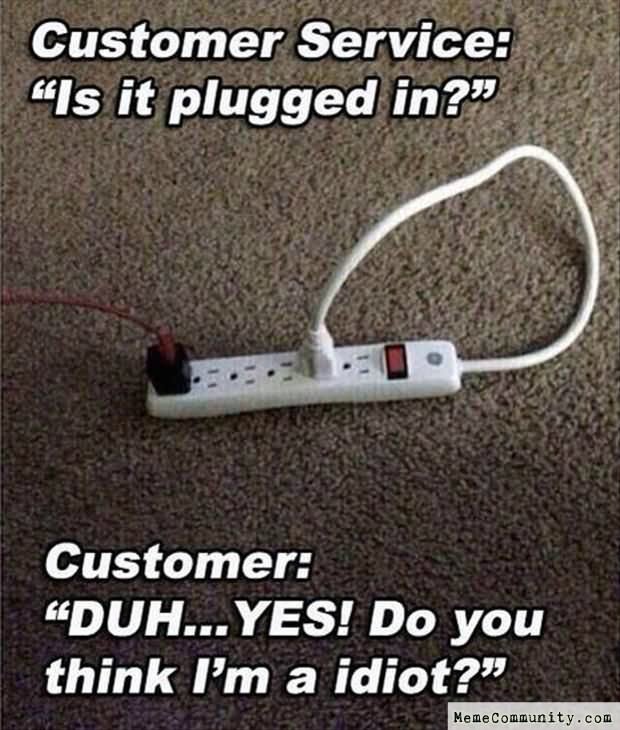 Customer Service:
“Is it plugged in?”
Customer:
“DUH...YES! Do you
think I’m a idiot?”
MemeCommunity.com